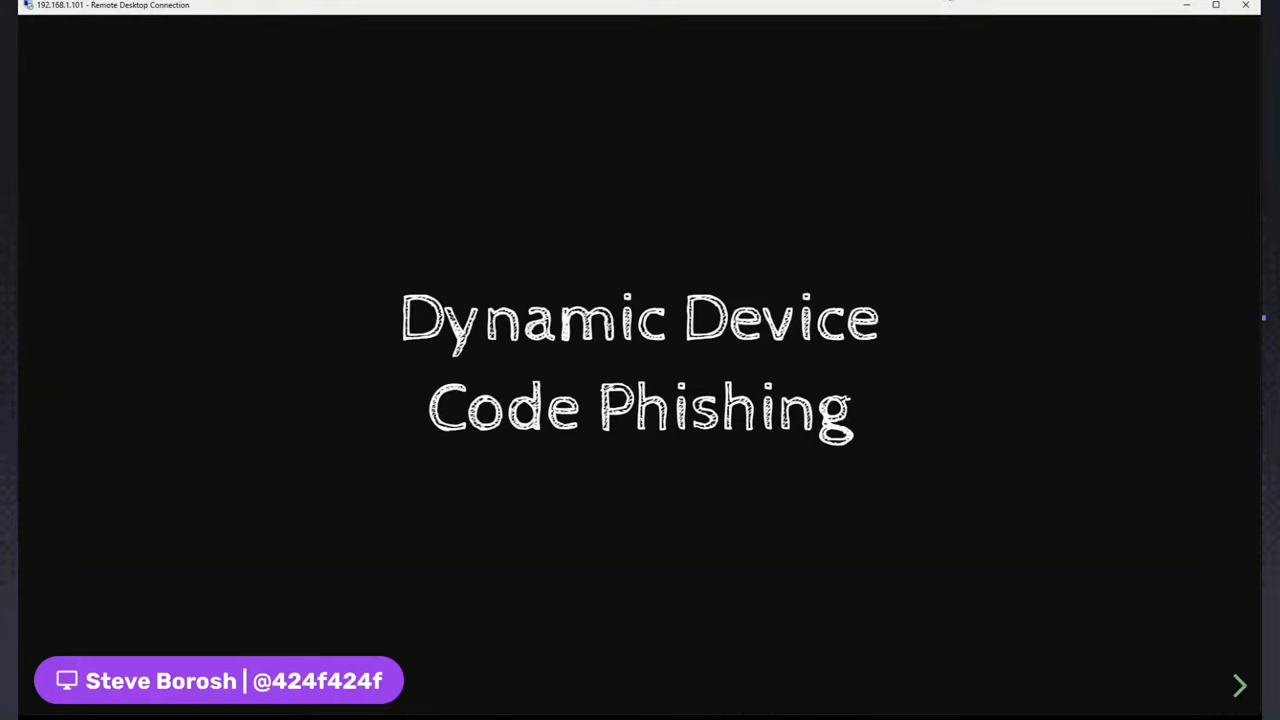 192.168.1.101 - Remote Desktop Connection
Dynamic Device
Code Phishing
Steve Borosh | @424f424f